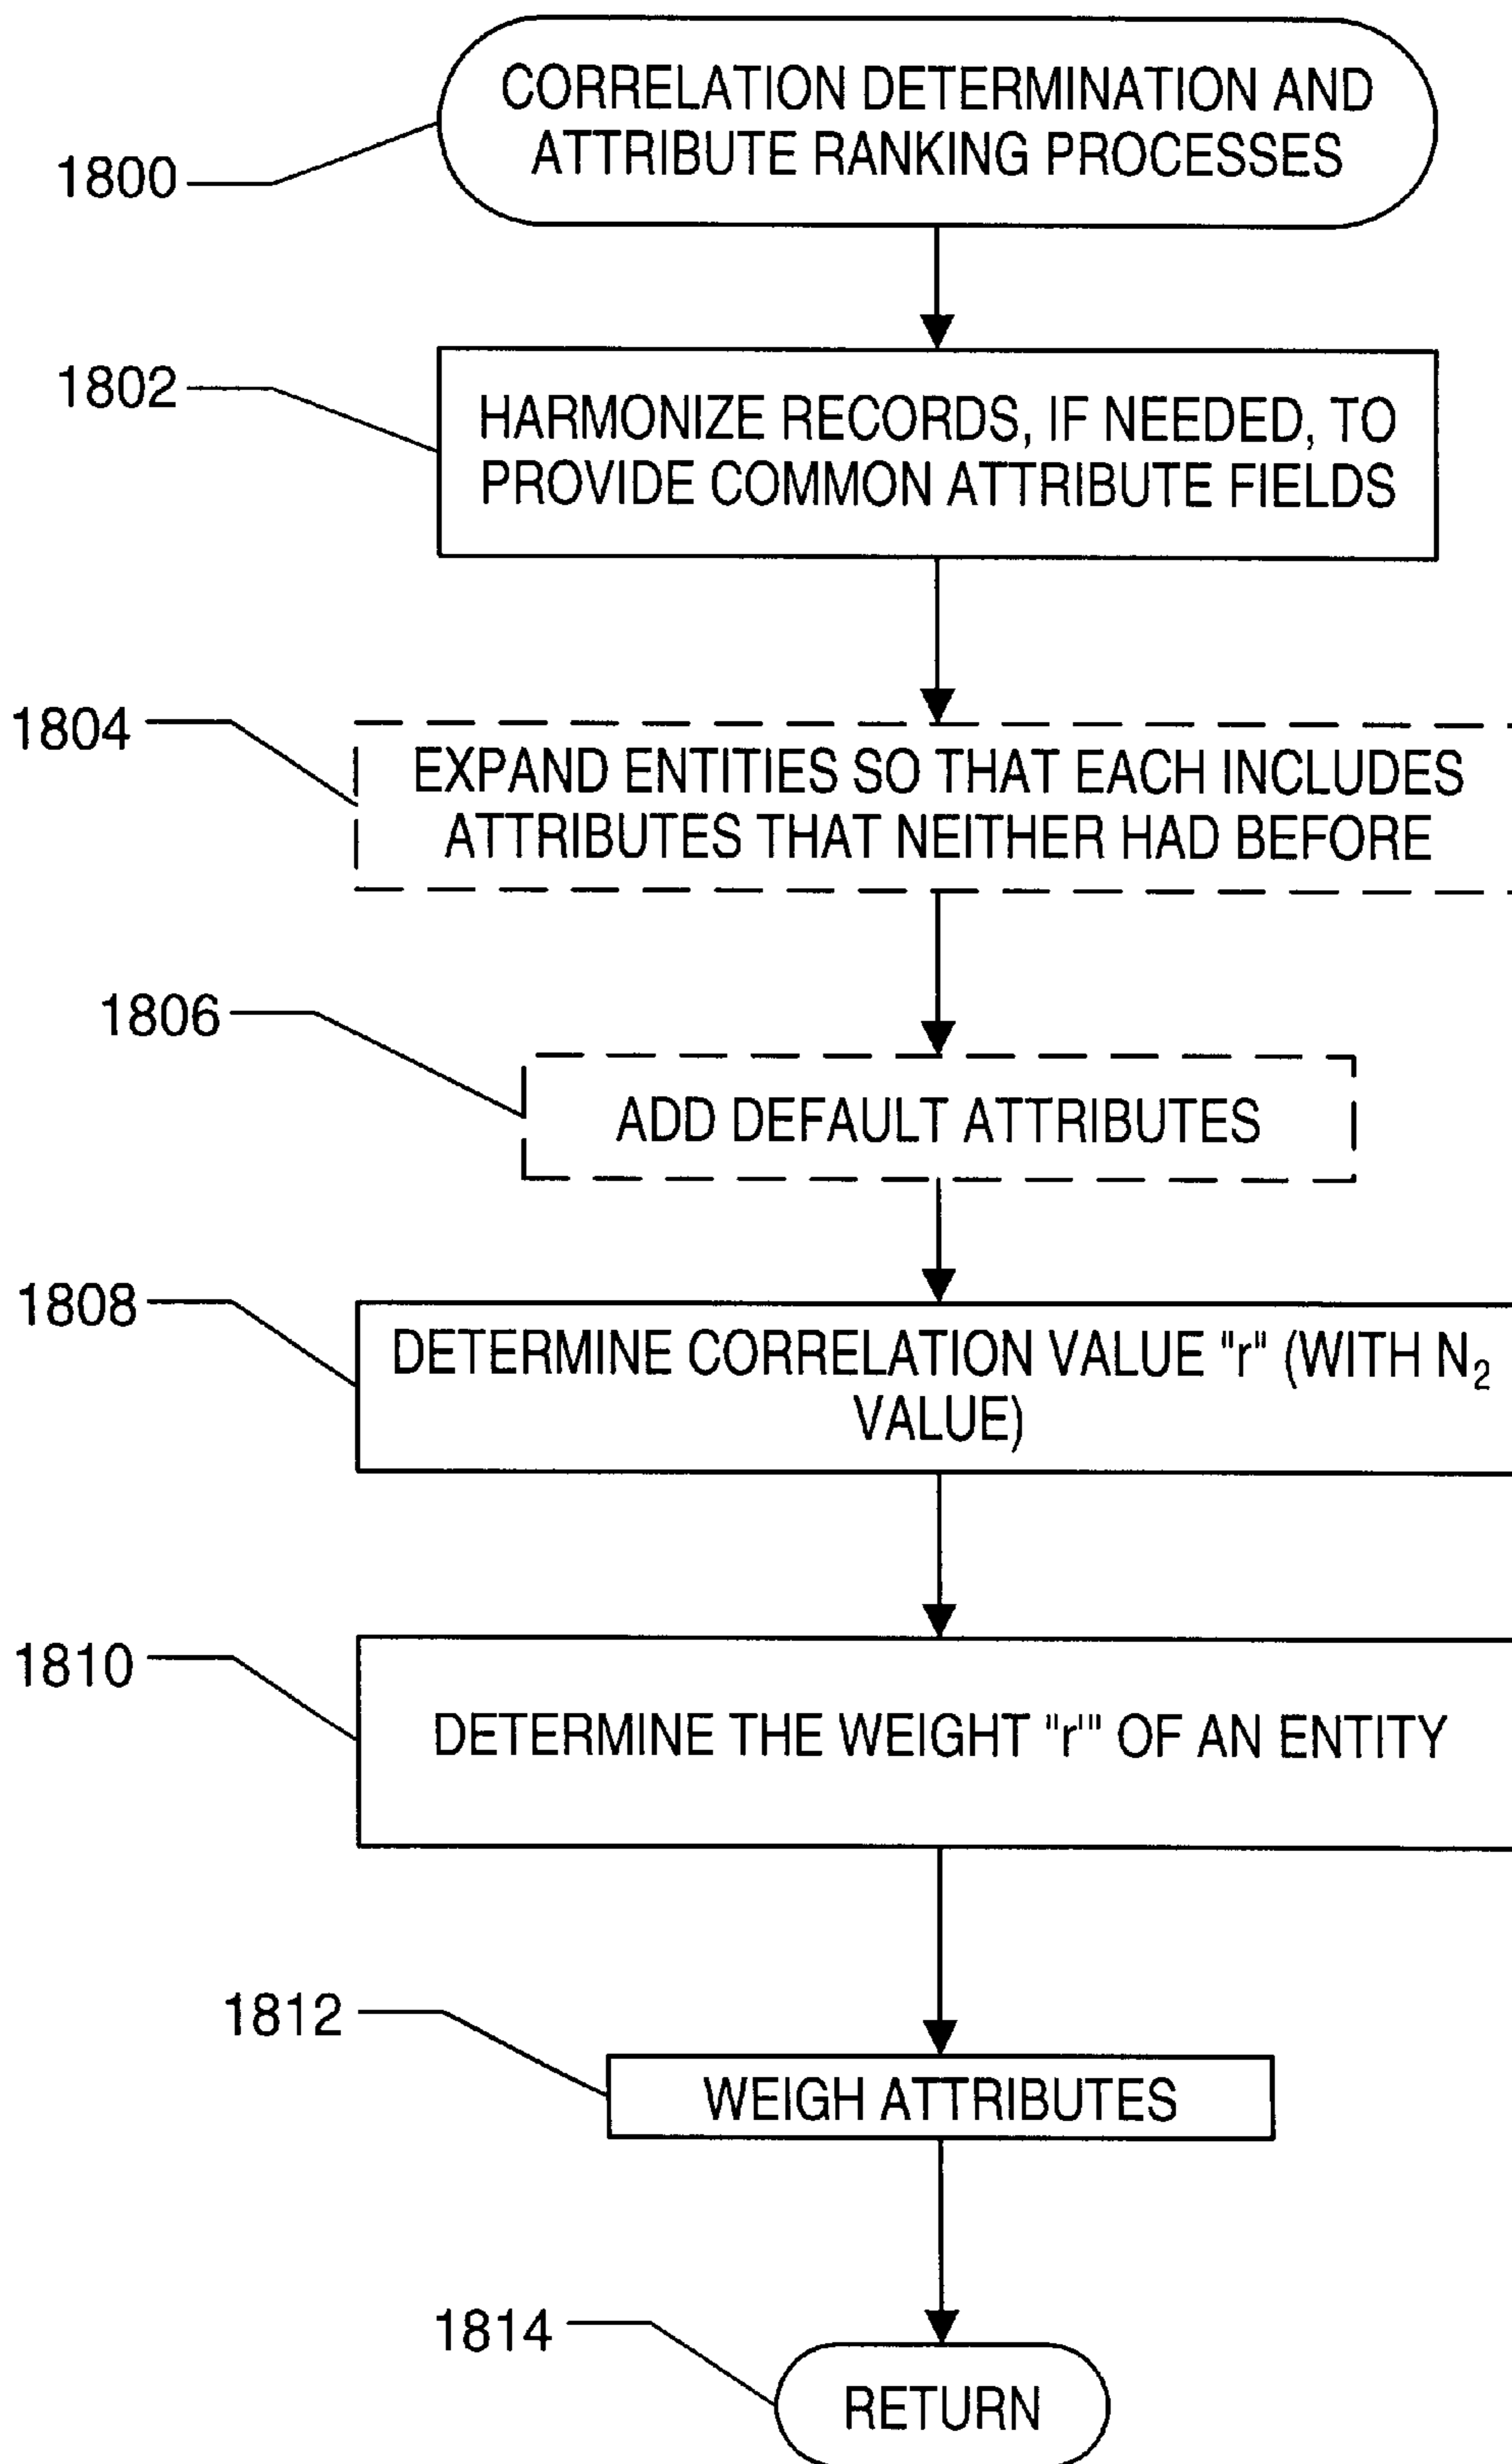 CORRELATION DETERMINATION AND
ATTRIBUTE RANKING PROCESSES
1800
1802
HARMONIZE RECORDS, IF NEEDED, TO
PROVIDE COMMON ATTRIBUTE FIELDS
1804
EXPAND ENTITIES SO THAT EACH INCLUDES
ATTRIBUTES THAT NEITHER HAD BEFORE
1806
ADD DEFAULT ATTRIBUTES
1808
DETERMINE CORRELATION VALUE "r" (WITH N₂
VALUE)
1810
DETERMINE THE WEIGHT "r'" OF AN ENTITY
1812
WEIGH ATTRIBUTES
1814
RETURN